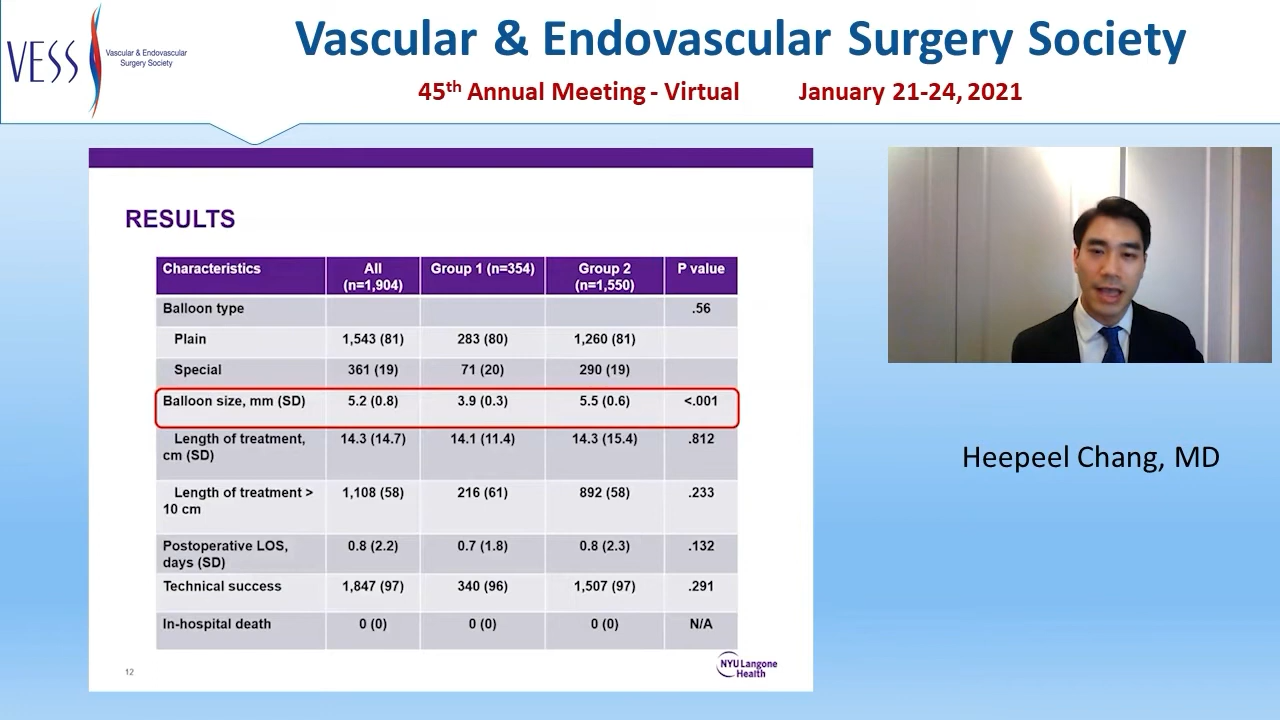 VESS
Vascular & Endovascular
Surgery Society
Vascular & Endovascular Surgery Society
45th Annual Meeting - Virtual January 21-24, 2021
RESULTS
Characteristics All (n=1,904) Group 1 (n=354) Group 2 (n=1,550) P value
Balloon type .56
Plain 1,543 (81) 283 (80) 1,260 (81)
Special 361 (19) 71 (20) 290 (19)
Balloon size, mm (SD) 5.2 (0.8) 3.9 (0.3) 5.5 (0.6) <.001
Length of treatment, cm (SD) 14.3 (14.7) 14.1 (11.4) 14.3 (15.4) .812
Length of treatment > 10 cm 1,108 (58) 216 (61) 892 (58) .233
Postoperative LOS, days (SD) 0.8 (2.2) 0.7 (1.8) 0.8 (2.3) .132
Technical success 1,847 (97) 340 (96) 1,507 (97) .291
In-hospital death 0 (0) 0 (0) 0 (0) N/A
12
NYU Langone
Health
Heepeel Chang, MD